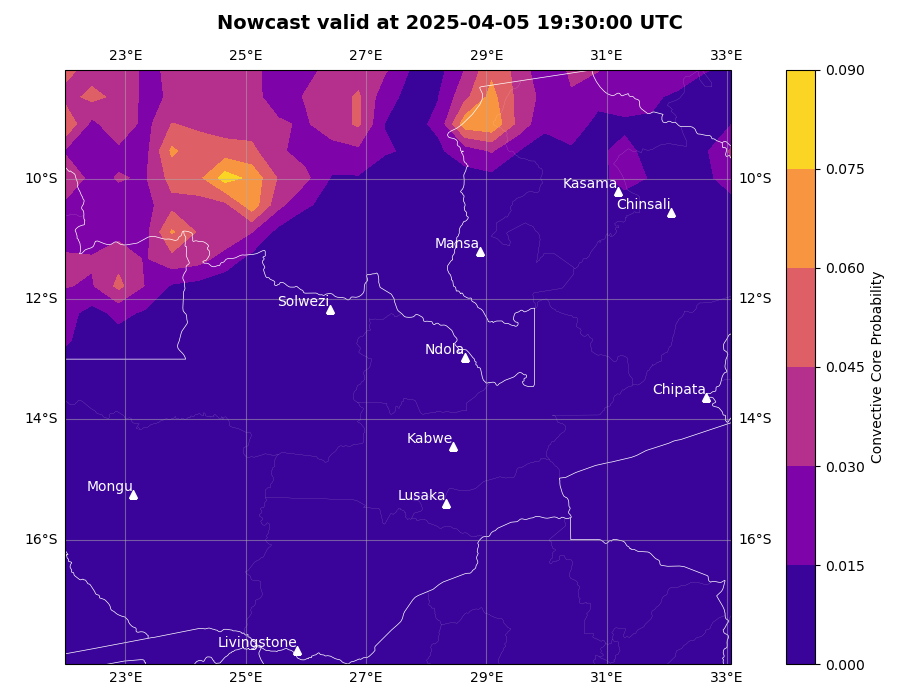 Nowcast valid at 2025-04-05 19:30:00 UTC
23°E 25°E 27°E 29°E 31°E 33°E
10°S 10°S
12°S 12°S
14°S 14°S
16°S 16°S
Kasama
Chinsali
Mansa
Solwezi
Ndola
Chipata
Kabwe
Mongu
Lusaka
Livingstone
23°E 25°E 27°E 29°E 31°E 33°E
0.090
0.075
0.060
0.045
0.030
0.015
0.000
Convective Core Probability